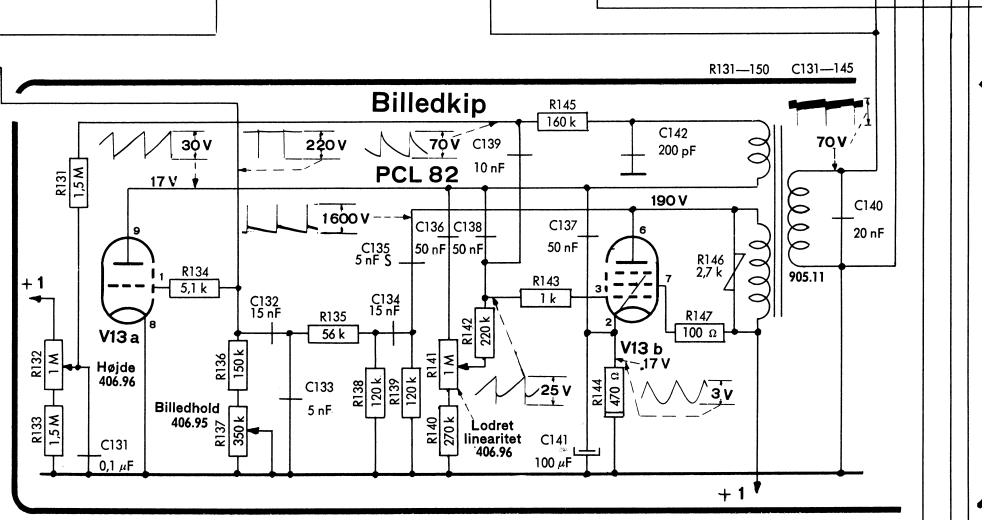 R131—150 C131—145
Billedkip
R145
160 k
C142
200 pF
70 V
30 V
220 V
70 V
C139
10 nF
R131
1,5 M
17 V
PCL 82
1600 V
190 V
C136
50 nF
C138
50 nF
C137
50 nF
C140
20 nF
C135
5 nF S
9
6
R146
2,7 k
905.11
1
R134
5,1 k
R143
1 k
3
7
+ 1
8
2
V13a
C132
15 nF
R135
56 k
C134
15 nF
R142
220 k
R147
100 Ω
V13 b
17 V
R132
1 M
Højde
406.96
R136
150 k
R141
1 M
R138
120 k
R139
120 k
25 V
R144
470 Ω
3 V
C133
5 nF
Billedhold
406.95
R133
1,5 M
R137
350 k
R140
270 k
Lodret
linearitet
406.96
C131
0,1 µF
C141
100 µF
+ 1